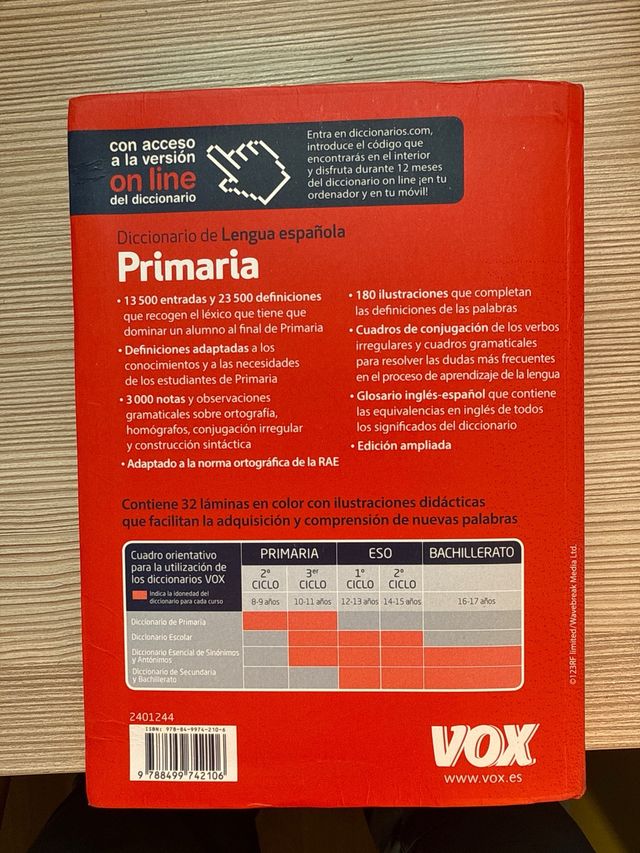 con acceso
a la versión
on line
del diccionario
Entra en diccionarios.com,
introduce el código que
encontrarás en el interior
y disfruta durante 12 meses
del diccionario on line ¡en tu
ordenador y en tu móvil!
Diccionario de Lengua española
Primaria
• 13 500 entradas y 23 500 definiciones
que recogen el léxico que tiene que
dominar un alumno al final de Primaria
• Definiciones adaptadas a los
conocimientos y a las necesidades
de los estudiantes de Primaria
• 3 000 notas y observaciones
gramaticales sobre ortografía,
homógrafos, conjugación irregular
y construcción sintáctica
• Adaptado a la norma ortográfica de la RAE
• 180 ilustraciones que completan
las definiciones de las palabras
• Cuadros de conjugación de los verbos
irregulares y cuadros gramaticales
para resolver las dudas más frecuentes
en el proceso de aprendizaje de la lengua
• Glosario inglés-español que contiene
las equivalencias en inglés de todos
los significados del diccionario
• Edición ampliada
Contiene 32 láminas en color con ilustraciones didácticas
que facilitan la adquisición y comprensión de nuevas palabras
Cuadro orientativo
para la utilización de
los diccionarios VOX
Indica la idoneidad del
diccionario para cada curso
PRIMARIA ESO BACHILLERATO
2º CICLO 3er CICLO 1º CICLO 2º CICLO
8-9 años 10-11 años 12-13 años 14-15 años 16-17 años
Diccionario de Primaria
Diccionario Escolar
Diccionario Esencial de Sinónimos
y Antónimos
Diccionario de Secundaria
y Bachillerato
©123RF limited/Wavebreak Media Ltd.
2401244
ISBN: 978-84-9974-210-6
9 788499 742106
VOX
www.vox.es